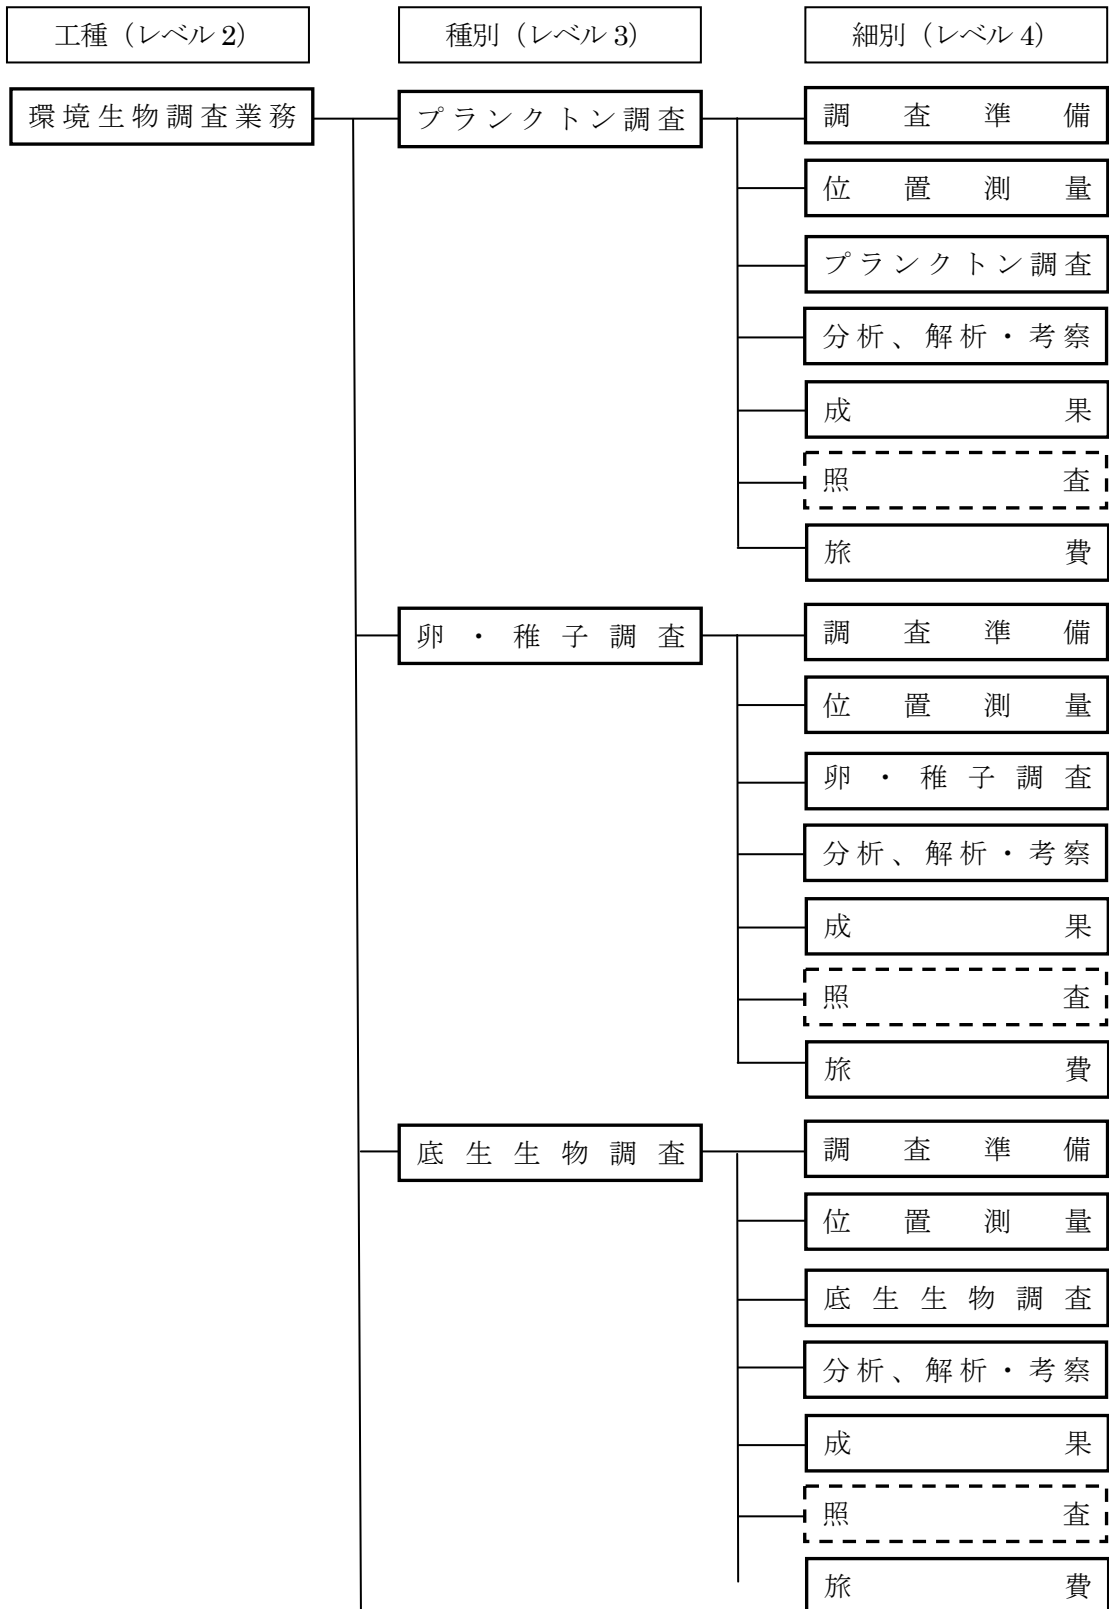 工種（レベル 2）
種別（レベル 3）
細別（レベル 4）
環境生物調査業務
プランクトン調査
調査準備
位置測量
プランクトン調査
分析、解析・考察
成果
照査
旅費
卵・稚子調査
調査準備
位置測量
卵・稚子調査
分析、解析・考察
成果
照査
旅費
底生生物調査
調査準備
位置測量
底生生物調査
分析、解析・考察
成果
照査
旅費